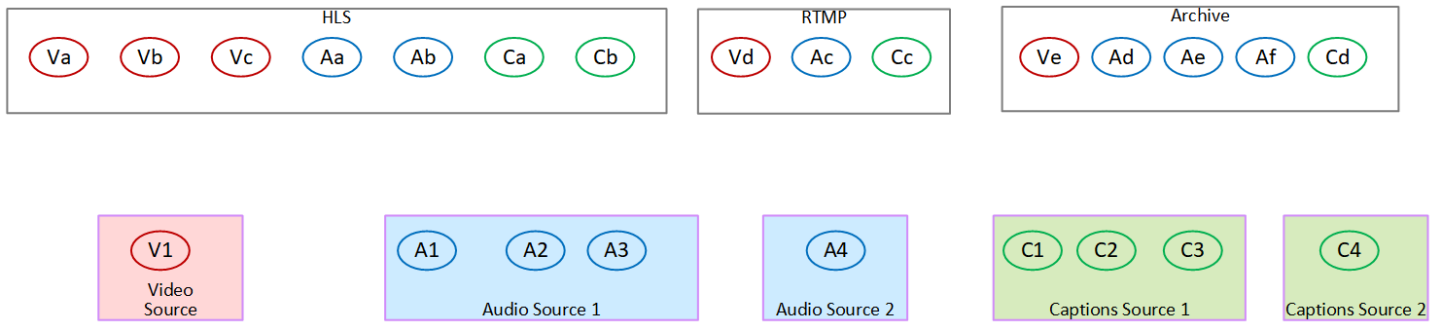 HLS
Va Vb Vc Aa Ab Ca Cb
RTMP
Vd Ac Cc
Archive
Ve Ad Ae Af Cd
V1
Video
Source
A1 A2 A3
Audio Source 1
A4
Audio Source 2
C1 C2 C3
Captions Source 1
C4
Captions Source 2